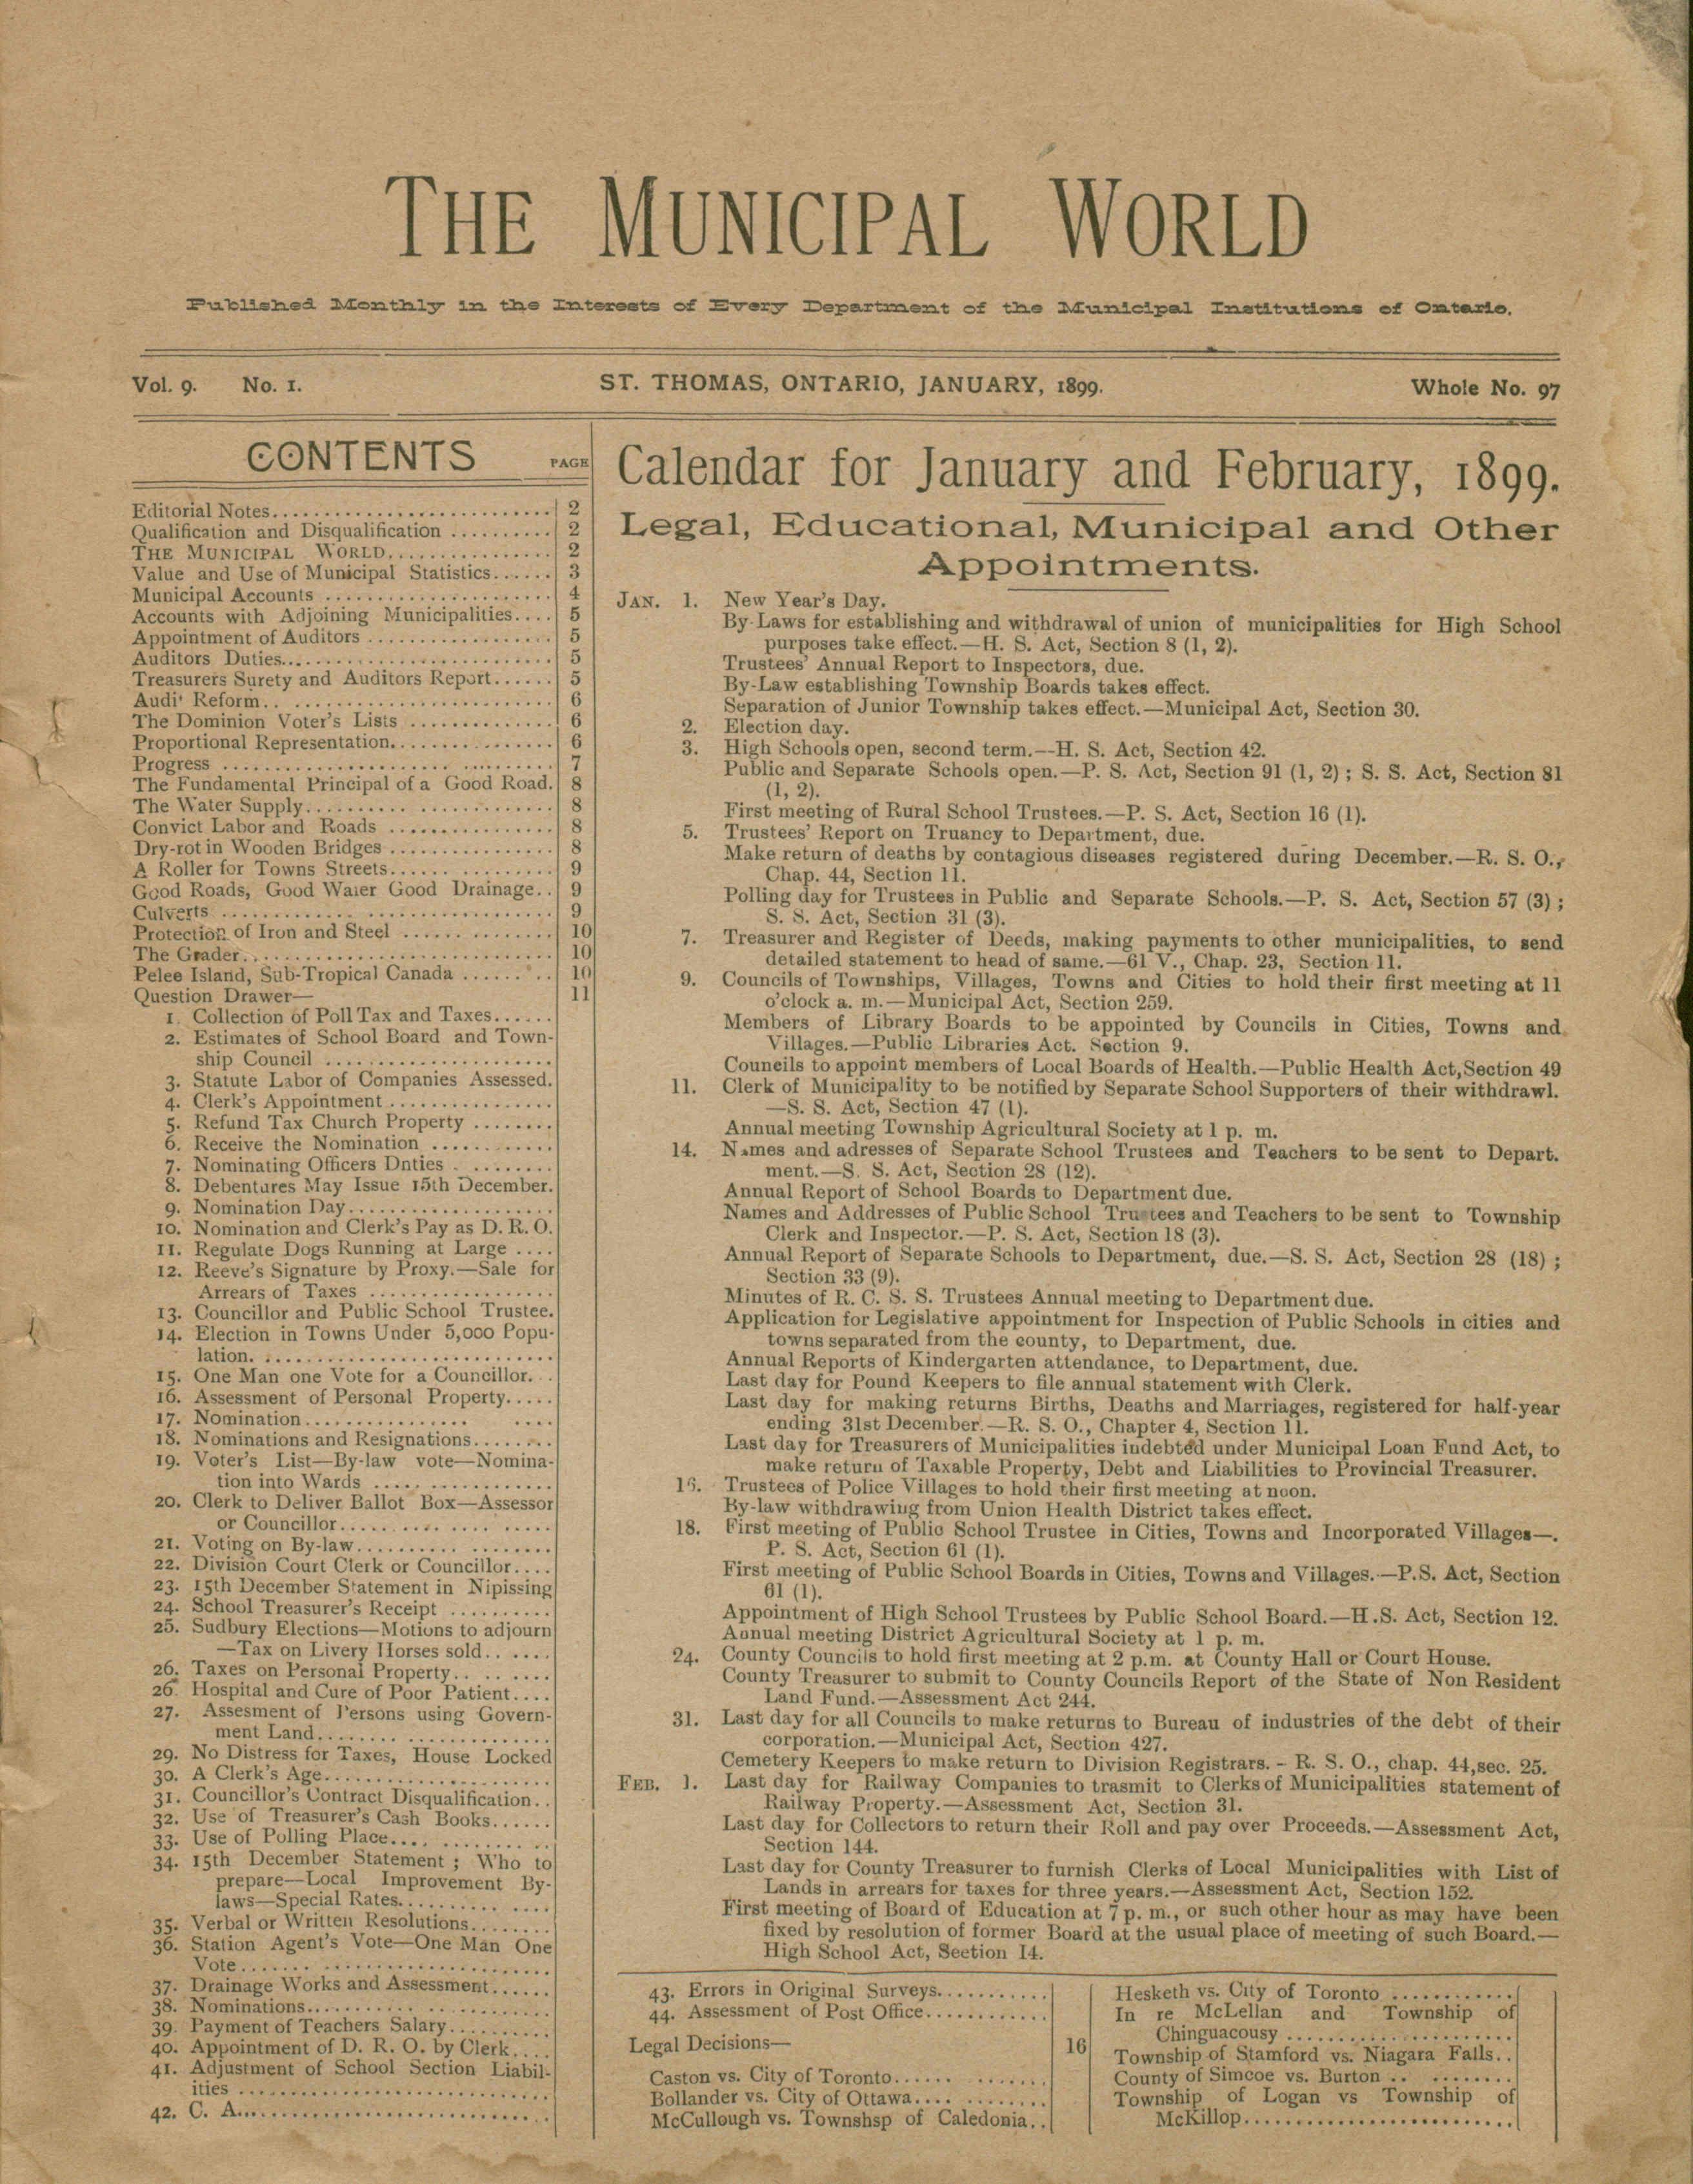 THE MUNICIPAL WORLD
Published Monthly in the Interests of Every Department of the Municipal Institutions of Ontario.
Vol. 9. No. 1. ST. THOMAS, ONTARIO, JANUARY, 1899. Whole No. 97
CONTENTS PAGE
Editorial Notes........................... 2
Qualification and Disqualification .......... 2
THE MUNICIPAL WORLD................ 2
Value and Use of Municipal Statistics...... 3
Municipal Accounts ...................... 4
Accounts with Adjoining Municipalities.... 5
Appointment of Auditors .................. 5
Auditors Duties.......................... 5
Treasurers Surety and Auditors Report...... 5
Audi' Reform.. ......................... 6
The Dominion Voter's Lists .............. 6
Proportional Representation................ 6
Progress ...................... .......... 7
The Fundamental Principal of a Good Road. 8
The Water Supply.......... ............. 8
Convict Labor and Roads ................ 8
Dry-rot in Wooden Bridges ................ 8
A Roller for Towns Streets...... ......... 9
Good Roads, Good Water Good Drainage.. 9
Culverts ............. .................. 9
Protection of Iron and Steel ...... ........ 10
The Grader.............................. 10
Pelee Island, Sub-Tropical Canada ......... 10
Question Drawer— 11
1. Collection of Poll Tax and Taxes......
2. Estimates of School Board and Town-
ship Council ......................
3. Statute Labor of Companies Assessed.
4. Clerk's Appointment................
5. Refund Tax Church Property ........
6. Receive the Nomination ............
7. Nominating Officers Dnties . ........
8. Debentures May Issue 15th December.
9. Nomination Day....................
10. Nomination and Clerk's Pay as D. R. O.
11. Regulate Dogs Running at Large ....
12. Reeve's Signature by Proxy.—Sale for
Arrears of Taxes ..................
13. Councillor and Public School Trustee.
14. Election in Towns Under 5,000 Popu-
lation. ............................
15. One Man one Vote for a Councillor. .
16. Assessment of Personal Property.....
17. Nomination................ ....
18. Nominations and Resignations........
19. Voter's List—By-law vote—Nomina-
tion into Wards ..................
20. Clerk to Deliver Ballot Box—Assessor
or Councillor.......... .... .....
21. Voting on By-law.......... ........
22. Division Court Clerk or Councillor....
23. 15th December Statement in Nipissing
24. School Treasurer's Receipt ..........
25. Sudbury Elections—Motions to adjourn
—Tax on Livery Horses sold.. ....
26. Taxes on Personal Property.. .. .....
26. Hospital and Cure of Poor Patient....
27. Assesment of Persons using Govern-
ment Land........ ..............
29. No Distress for Taxes, House Locked
30. A Clerk's Age......................
31. Councillor's Contract Disqualification. .
32. Use of Treasurer's Cash Books......
33. Use of Polling Place.... ...........
34. 15th December Statement ; Who to
prepare—Local Improvement By-
laws—Special Rates.......... ....
35. Verbal or Written Resolutions........
36. Station Agent's Vote—One Man One
Vote....... ......................
37. Drainage Works and Assessment......
38. Nominations........................
39. Payment of Teachers Salary..........
40. Appointment of D. R. O. by Clerk....
41. Adjustment of School Section Liabil-
ities ..............................
42. C. A...............................
Calendar for January and February, 1899.
Legal, Educational, Municipal and Other
Appointments.
JAN. 1. New Year's Day.
By-Laws for establishing and withdrawal of union of municipalities for High School
purposes take effect.—H. S. Act, Section 8 (1, 2).
Trustees' Annual Report to Inspectors, due.
By-Law establishing Township Boards takes effect.
Separation of Junior Township takes effect.—Municipal Act, Section 30.
2. Election day.
3. High Schools open, second term.—H. S. Act, Section 42.
Public and Separate Schools open.—P. S. Act, Section 91 (1, 2) ; S. S. Act, Section 81
(1, 2).
First meeting of Rural School Trustees.—P. S. Act, Section 16 (1).
5. Trustees' Report on Truancy to Department, due.
Make return of deaths by contagious diseases registered during December.—R. S. O.,
Chap. 44, Section 11.
Polling day for Trustees in Public and Separate Schools.—P. S. Act, Section 57 (3) ;
S. S. Act, Section 31 (3).
7. Treasurer and Register of Deeds, making payments to other municipalities, to send
detailed statement to head of same.—61 V., Chap. 23, Section 11.
9. Councils of Townships, Villages, Towns and Cities to hold their first meeting at 11
o'clock a. m.—Municipal Act, Section 259.
Members of Library Boards to be appointed by Councils in Cities, Towns and
Villages.—Public Libraries Act. Section 9.
Councils to appoint members of Local Boards of Health.—Public Health Act,Section 49
11. Clerk of Municipality to be notified by Separate School Supporters of their withdrawl.
—S. S. Act, Section 47 (1).
Annual meeting Township Agricultural Society at 1 p. m.
14. Names and adresses of Separate School Trustees and Teachers to be sent to Depart.
ment.—S. S. Act, Section 28 (12).
Annual Report of School Boards to Department due.
Names and Addresses of Public School Trustees and Teachers to be sent to Township
Clerk and Inspector.—P. S. Act, Section 18 (3).
Annual Report of Separate Schools to Department, due.—S. S. Act, Section 28 (18) ;
Section 33 (9).
Minutes of R. C. S. S. Trustees Annual meeting to Department due.
Application for Legislative appointment for Inspection of Public Schools in cities and
towns separated from the county, to Department, due.
Annual Reports of Kindergarten attendance, to Department, due.
Last day for Pound Keepers to file annual statement with Clerk.
Last day for making returns Births, Deaths and Marriages, registered for half-year
ending 31st December.—R. S. O., Chapter 4, Section 11.
Last day for Treasurers of Municipalities indebted under Municipal Loan Fund Act, to
make return of Taxable Property, Debt and Liabilities to Provincial Treasurer.
16. Trustees of Police Villages to hold their first meeting at noon.
By-law withdrawing from Union Health District takes effect.
18. First meeting of Public School Trustee in Cities, Towns and Incorporated Villages—.
P. S. Act, Section 61 (1).
First meeting of Public School Boards in Cities, Towns and Villages.—P.S. Act, Section
61 (1).
Appointment of High School Trustees by Public School Board.—H.S. Act, Section 12.
Annual meeting District Agricultural Society at 1 p. m.
24. County Councils to hold first meeting at 2 p.m. at County Hall or Court House.
County Treasurer to submit to County Councils Report of the State of Non Resident
Land Fund.—Assessment Act 244.
31. Last day for all Councils to make returns to Bureau of industries of the debt of their
corporation.—Municipal Act, Section 427.
Cemetery Keepers to make return to Division Registrars. - R. S. O., chap. 44,sec. 25.
FEB. 1. Last day for Railway Companies to trasmit to Clerks of Municipalities statement of
Railway Property.—Assessment Act, Section 31.
Last day for Collectors to return their Roll and pay over Proceeds.—Assessment Act,
Section 144.
Last day for County Treasurer to furnish Clerks of Local Municipalities with List of
Lands in arrears for taxes for three years.—Assessment Act, Section 152.
First meeting of Board of Education at 7 p. m., or such other hour as may have been
fixed by resolution of former Board at the usual place of meeting of such Board.—
High School Act, Seetion 14.
43. Errors in Original Surveys...........
44. Assessment of Post Office............
Legal Decisions— 16
Caston vs. City of Toronto...... .......
Bollander vs. City of Ottawa.... ........
McCullough vs. Townshsp of Caledonia..
Hesketh vs. City of Toronto ............
In re McLellan and Township of
Chinguacousy ......................
Township of Stamford vs. Niagara Falls..
County of Simcoe vs. Burton .. ........
Township of Logan vs Township of
McKillop..........................